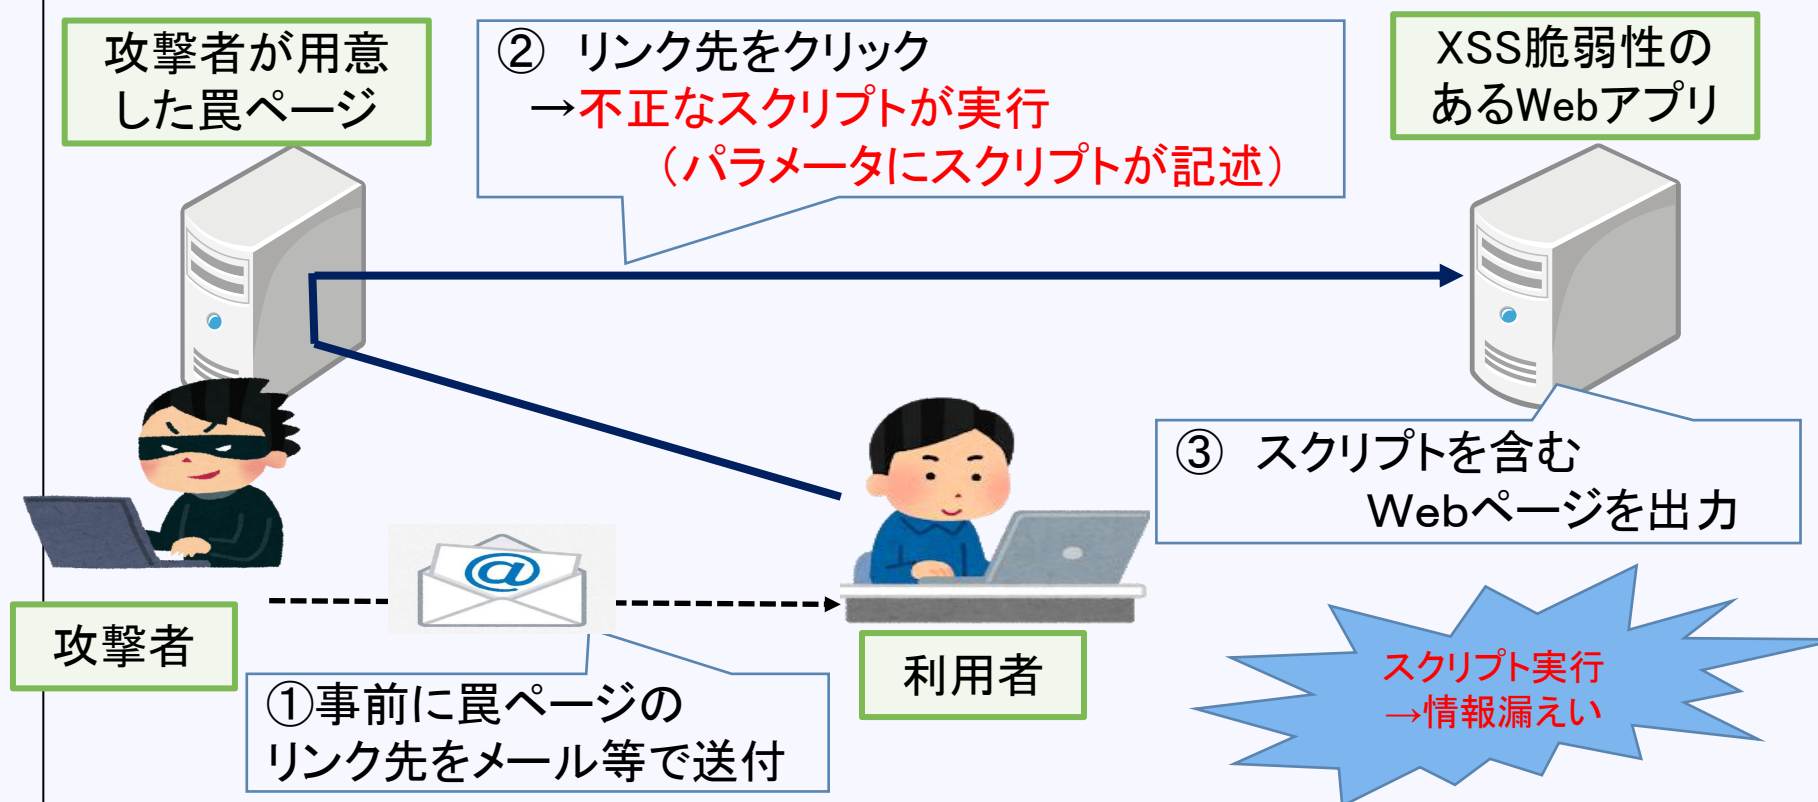 攻撃者が用意
した罠ページ
② リンク先をクリック
→不正なスクリプトが実行
（パラメータにスクリプトが記述）
XSS脆弱性の
あるWebアプリ
③ スクリプトを含む
Webページを出力
@
攻撃者
①事前に罠ページの
リンク先をメール等で送付
利用者
スクリプト実行
→情報漏えい